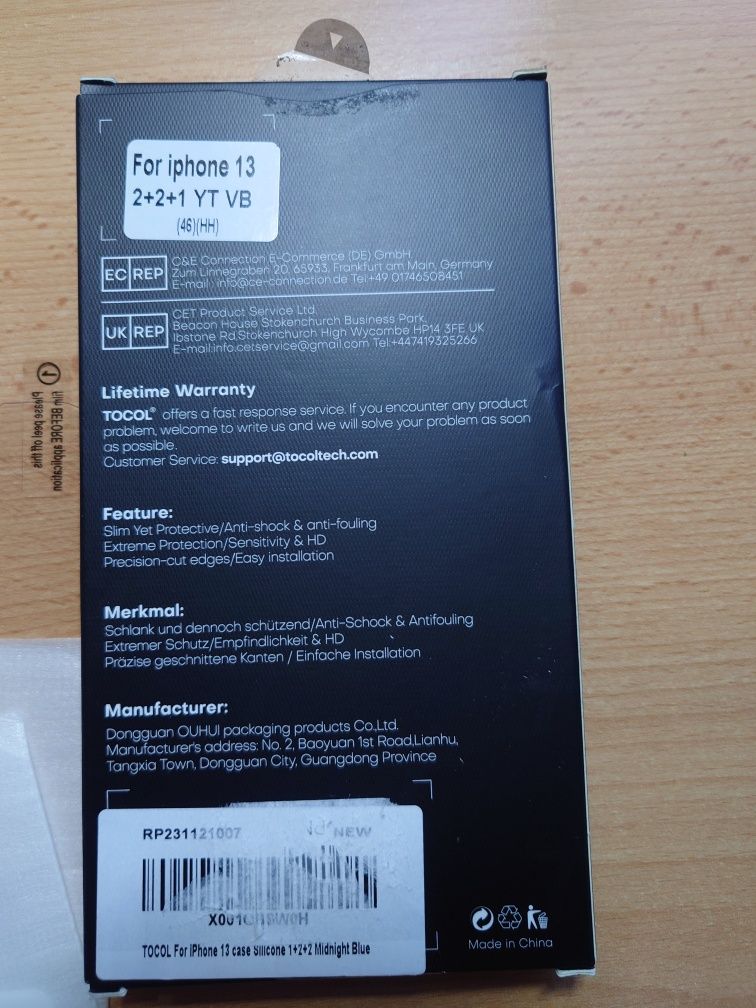 For iphone 13
2+2+1 YT VB
(46)(HH)
EC REP
C&E Connection E-Commerce (DE) GmbH
Zum Linnegraben 20, 65933, Frankfurt am Main, Germany
E-mail: info@ce-connection.de Tel:+49 01746508451
UK REP
CET Product Service Ltd.
Beacon House Stokenchurch Business Park,
Ibstone Rd,Stokenchurch High Wycombe HP14 3FE UK
E-mail:info.cetservice@gmail.com Tel:+447419325266
Lifetime Warranty
TOCOL® offers a fast response service. If you encounter any product
problem, welcome to write us and we will solve your problem as soon
as possible.
Customer Service: support@tocoltech.com
Feature:
Slim Yet Protective/Anti-shock & anti-fouling
Extreme Protection/Sensitivity & HD
Precision-cut edges/Easy installation
Merkmal:
Schlank und dennoch schützend/Anti-Schock & Antifouling
Extremer Schutz/Empfindlichkeit & HD
Präzise geschnittene Kanten / Einfache Installation
Manufacturer:
Dongguan OUHUI packaging products Co.,Ltd.
Manufacturer's address: No. 2, Baoyuan 1st Road,Lianhu,
Tangxia Town, Dongguan City, Guangdong Province
RP231121007
NEW
TOCOL For iPhone 13 case Silicone 1+2+2 Midnight Blue
Made in China
1
Please peel off this
film BEFORE application